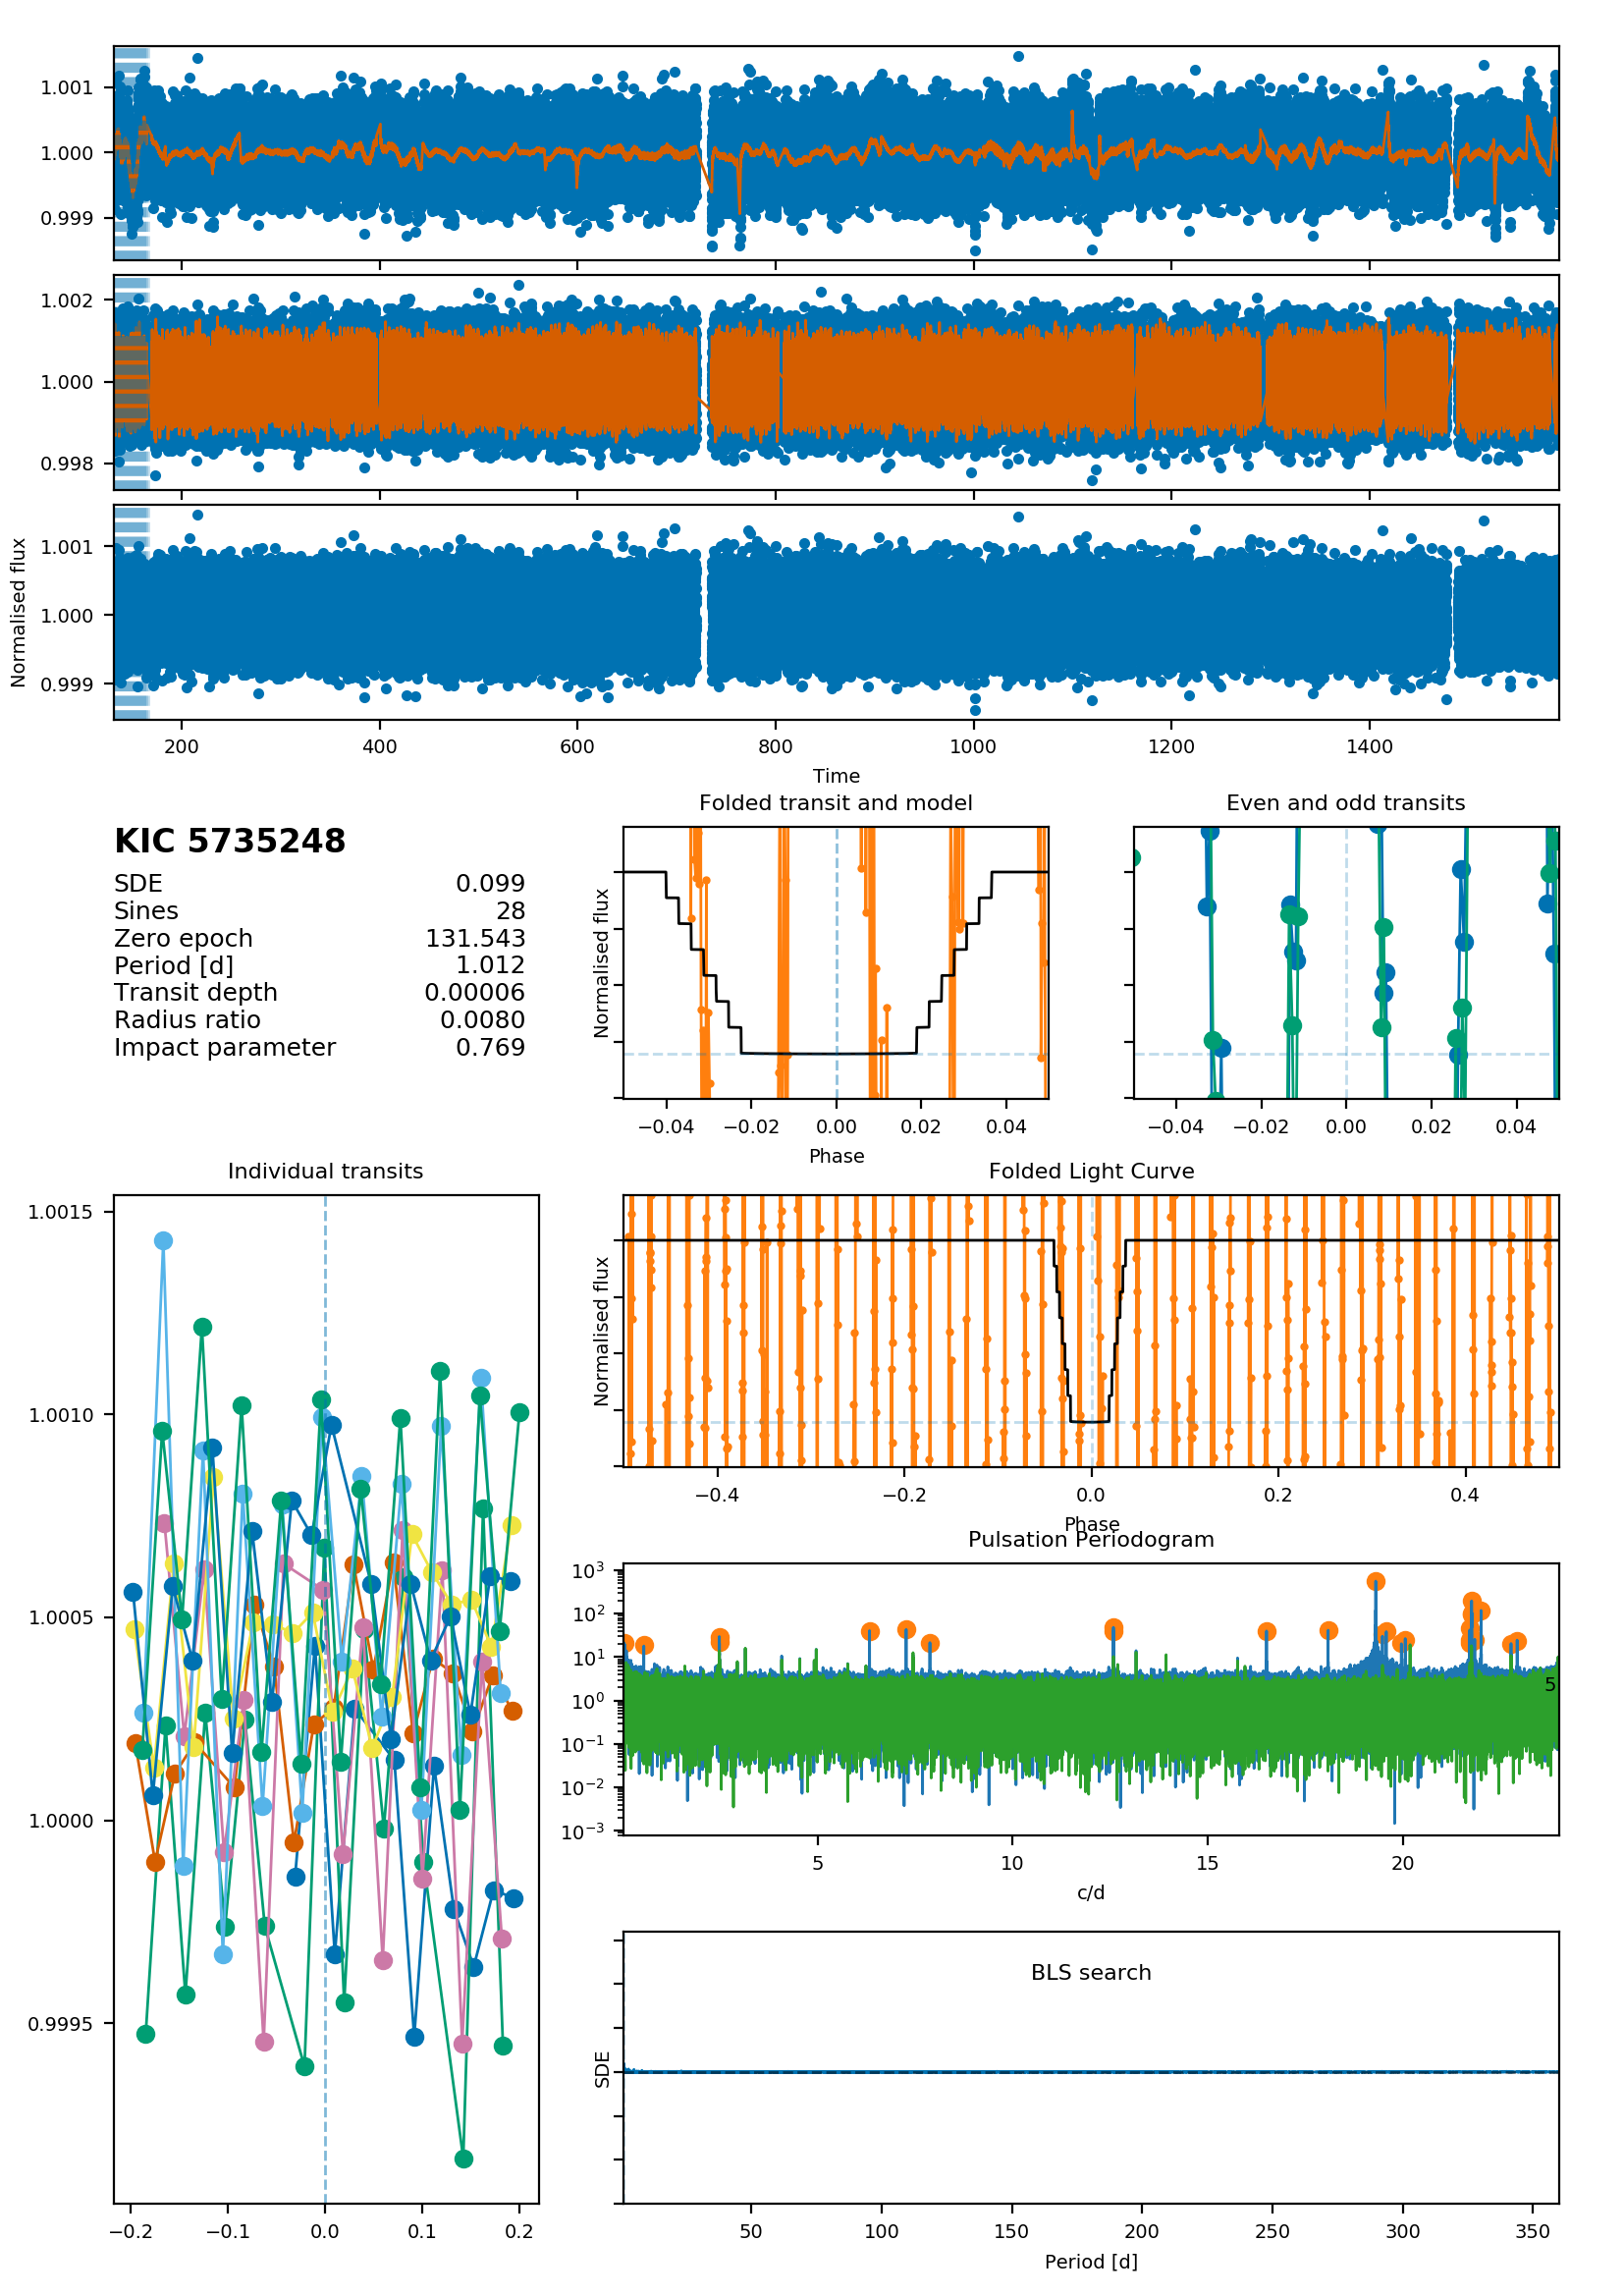 1.001
1.000
0.999
1.002
1.000
0.998
1.001
1.000
0.999
Normalised flux
200 400 600 800 1000 1200 1400
Time
KIC 5735248
SDE 0.099
Sines 28
Zero epoch 131.543
Period [d] 1.012
Transit depth 0.00006
Radius ratio 0.0080
Impact parameter 0.769
Folded transit and model
Normalised flux
−0.04 −0.02 0.00 0.02 0.04
Phase
Even and odd transits
−0.04 −0.02 0.00 0.02 0.04
Individual transits
1.0015
1.0010
1.0005
1.0000
0.9995
−0.2 −0.1 0.0 0.1 0.2
Folded Light Curve
Normalised flux
−0.4 −0.2 0.0 0.2 0.4
Phase
Pulsation Periodogram
10³
10²
10¹
10⁰
10⁻¹
10⁻²
10⁻³
5
5 10 15 20
c/d
BLS search
SDE
50 100 150 200 250 300 350
Period [d]